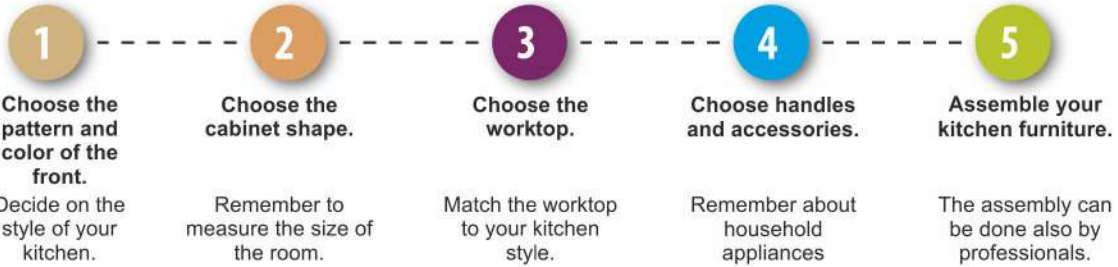 1
2
3
4
5
Choose the
pattern and
color of the
front.
Decide on the
style of your
kitchen.
Choose the
cabinet shape.
Remember to
measure the size of
the room.
Choose the
worktop.
Match the worktop
to your kitchen
style.
Choose handles
and accessories.
Remember about
household
appliances
Assemble your
kitchen furniture.
The assembly can
be done also by
professionals.